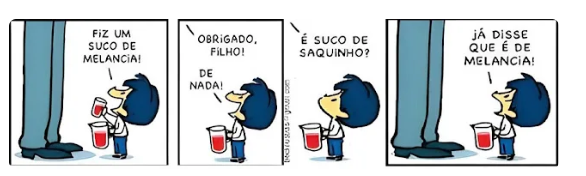 FIZ UM
SUCO DE
MELANCIA!
OBRIGADO,
FILHO!
DE
NADA!
É SUCO DE
SAQUINHO?
JÁ DISSE
QUE É DE
MELANCIA!